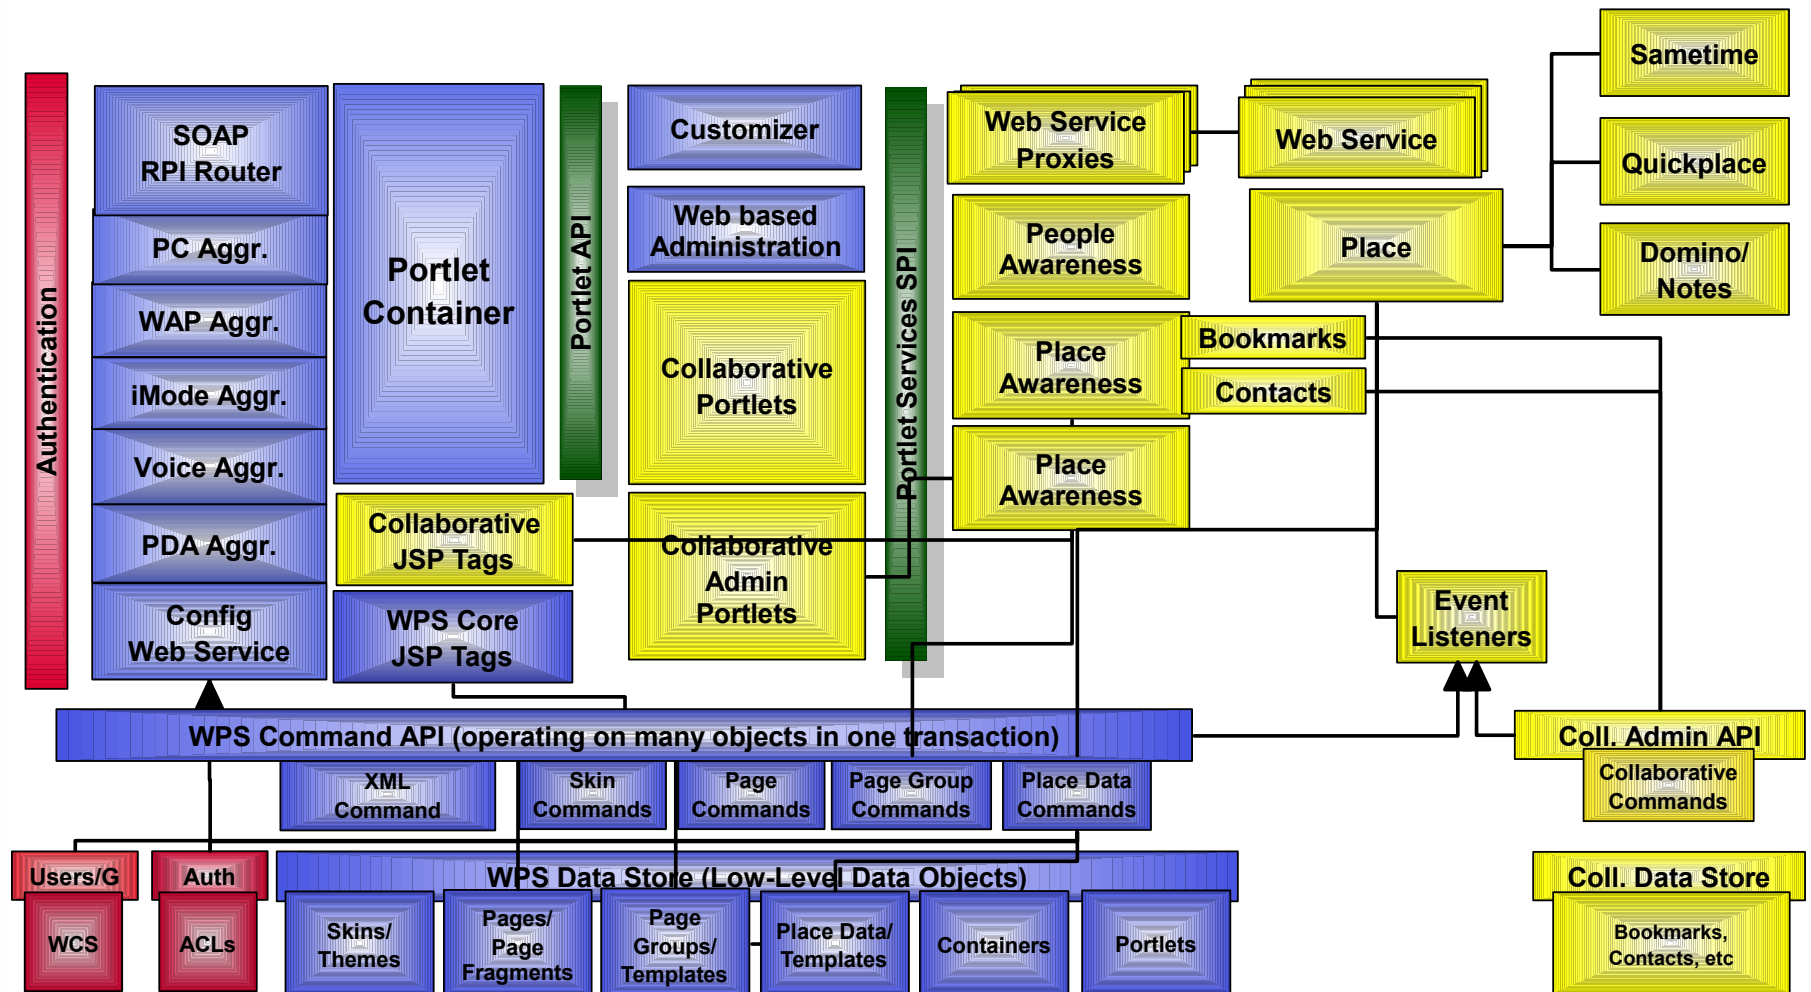 Authentication
SOAP
RPI Router
PC Aggr.
WAP Aggr.
iMode Aggr.
Voice Aggr.
PDA Aggr.
Config
Web Service
Portlet
Container
Collaborative
JSP Tags
WPS Core
JSP Tags
Portlet API
Customizer
Web based
Administration
Collaborative
Portlets
Collaborative
Admin
Portlets
Portlet Services SPI
Web Service
Proxies
People
Awareness
Place
Awareness
Place
Awareness
Web Service
Place
Bookmarks
Contacts
Sametime
Quickplace
Domino/
Notes
Event
Listeners
WPS Command API (operating on many objects in one transaction)
XML
Command
Skin
Commands
Page
Commands
Page Group
Commands
Place Data
Commands
Coll. Admin API
Collaborative
Commands
Users/G
WCS
Auth
ACLs
WPS Data Store (Low-Level Data Objects)
Skins/
Themes
Pages/
Page
Fragments
Page
Groups/
Templates
Place Data/
Templates
Containers
Portlets
Coll. Data Store
Bookmarks,
Contacts, etc